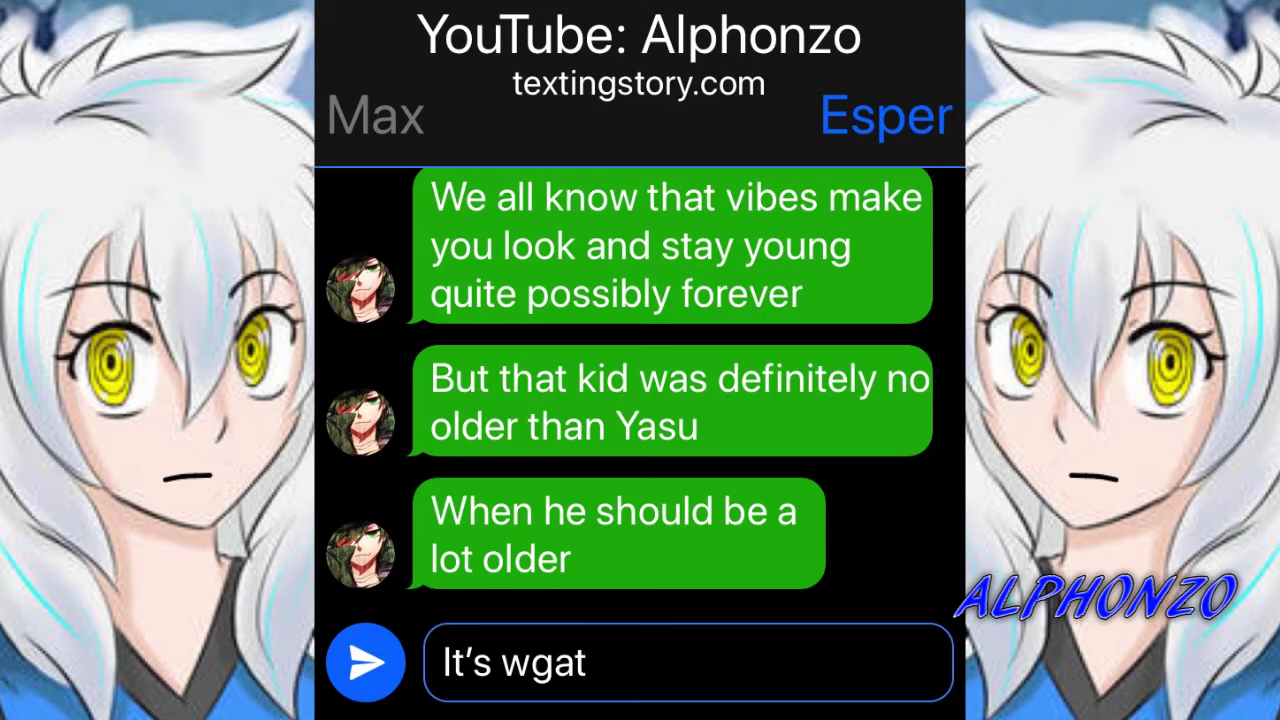 YouTube: Alphonzo
textingstory.com
Max
Esper
We all know that vibes make
you look and stay young
quite possibly forever
But that kid was definitely no
older than Yasu
When he should be a
lot older
ALPHONZO
It’s wgat